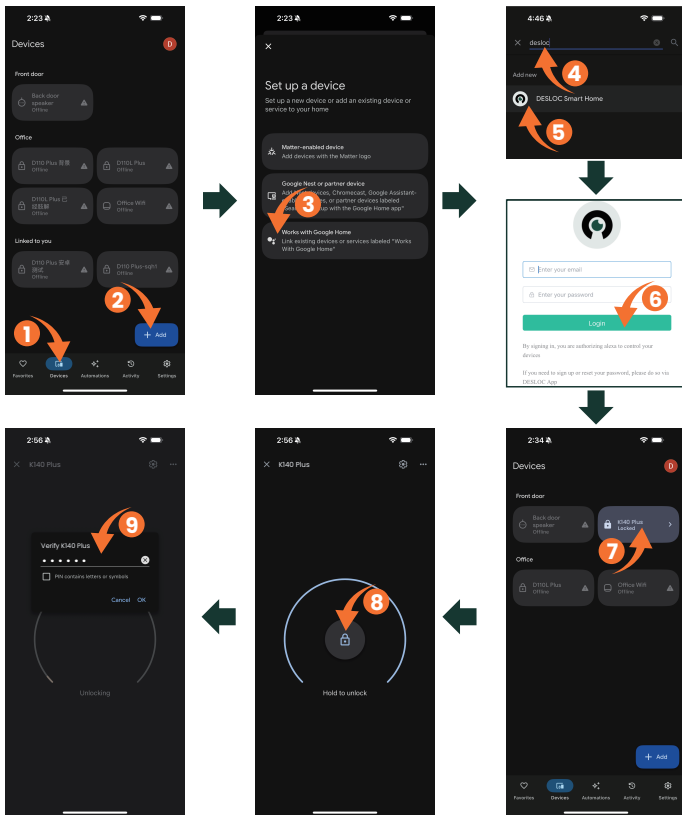 2:23
Devices
D
Front door
Back door
speaker
Offline
Office
D110 Plus 背景
Offline
D110L Plus
Offline
Office Wifi
Offline
Linked to you
D110 Plus 安卓
测试
Offline
D110 Plus-sqh1
Offline
2
1
+ Add
Favorites
Devices
Automations
Activity
Settings
2:23
Set up a device
Set up a new device or add an existing device or
service to your home
Matter-enabled device
Add devices with the Matter logo
Google Nest or partner device
3
Works with Google Home
Link existing devices or services labeled "Works
With Google Home"
4:46
desloc
4
Add new
DESLOC Smart Home
5
Enter your email
Enter your password
6
Login
By signing in, you are authorizing alexa to control your
devices
If you need to sign up or reset your password, please do so via
DESLOC App
2:56
K140 Plus
9
Verify K140 Plus
PIN contains letters or symbols
Cancel OK
Unlocking
2:56
K140 Plus
8
Hold to unlock
2:34
Devices
D
Front door
Back door
speaker
Offline
K140 Plus
Locked
7
Office
D110L Plus
Offline
Office Wifi
Offline
+ Add
Favorites
Devices
Automations
Activity
Settings